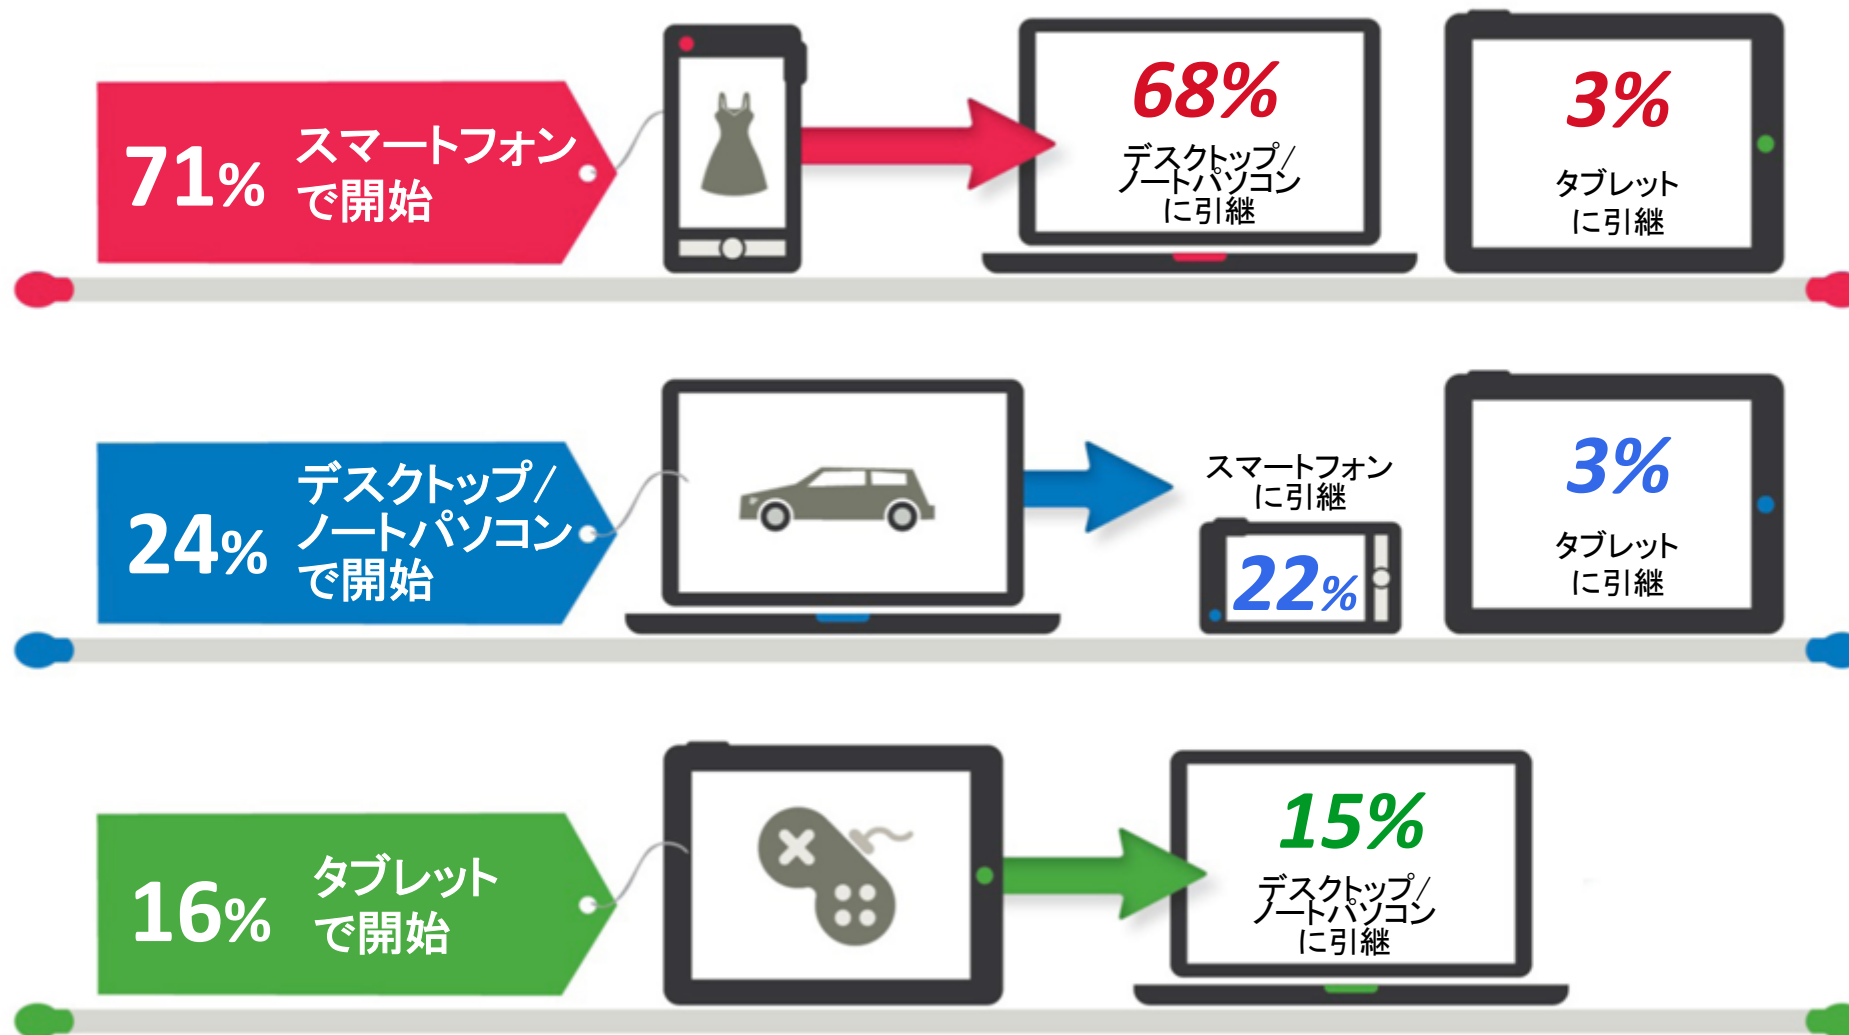 71% スマートフォン
で開始
68%
デスクトップ/
ノートパソコン
に引継
3%
タブレット
に引継
24% デスクトップ/
ノートパソコン
で開始
スマートフォン
に引継
22%
3%
タブレット
に引継
16% タブレット
で開始
15%
デスクトップ/
ノートパソコン
に引継